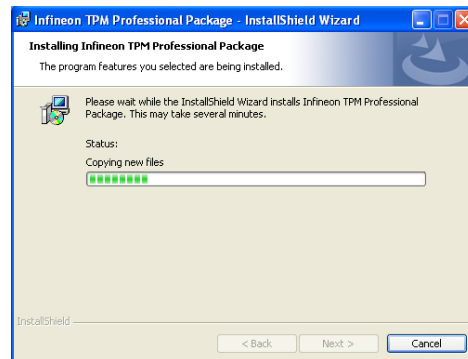 Infineon TPM Professional Package - InstallShield Wizard
Installing Infineon TPM Professional Package
The program features you selected are being installed.
Please wait while the InstallShield Wizard installs Infineon TPM Professional
Package. This may take several minutes.
Status:
Copying new files
InstallShield
< Back
Next >
Cancel